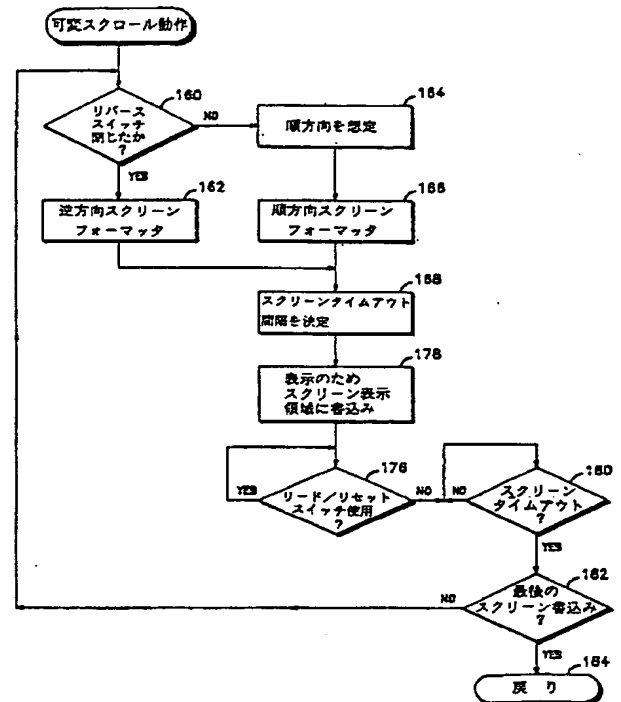 可変スクロール動作
160
リバース
スイッチ
閉じたか
?
NO
YES
164
順方向を想定
162
逆方向スクリーン
フォーマッタ
166
順方向スクリーン
フォーマッタ
168
スクリーンタイムアウト
間隔を決定
178
表示のため
スクリーン表示
領域に書込み
176
YES
リード/リセット
スイッチ使用
?
NO
180
NO
スクリーン
タイムアウト
?
YES
182
NO
最後の
スクリーン書込み
?
YES
184
戻り